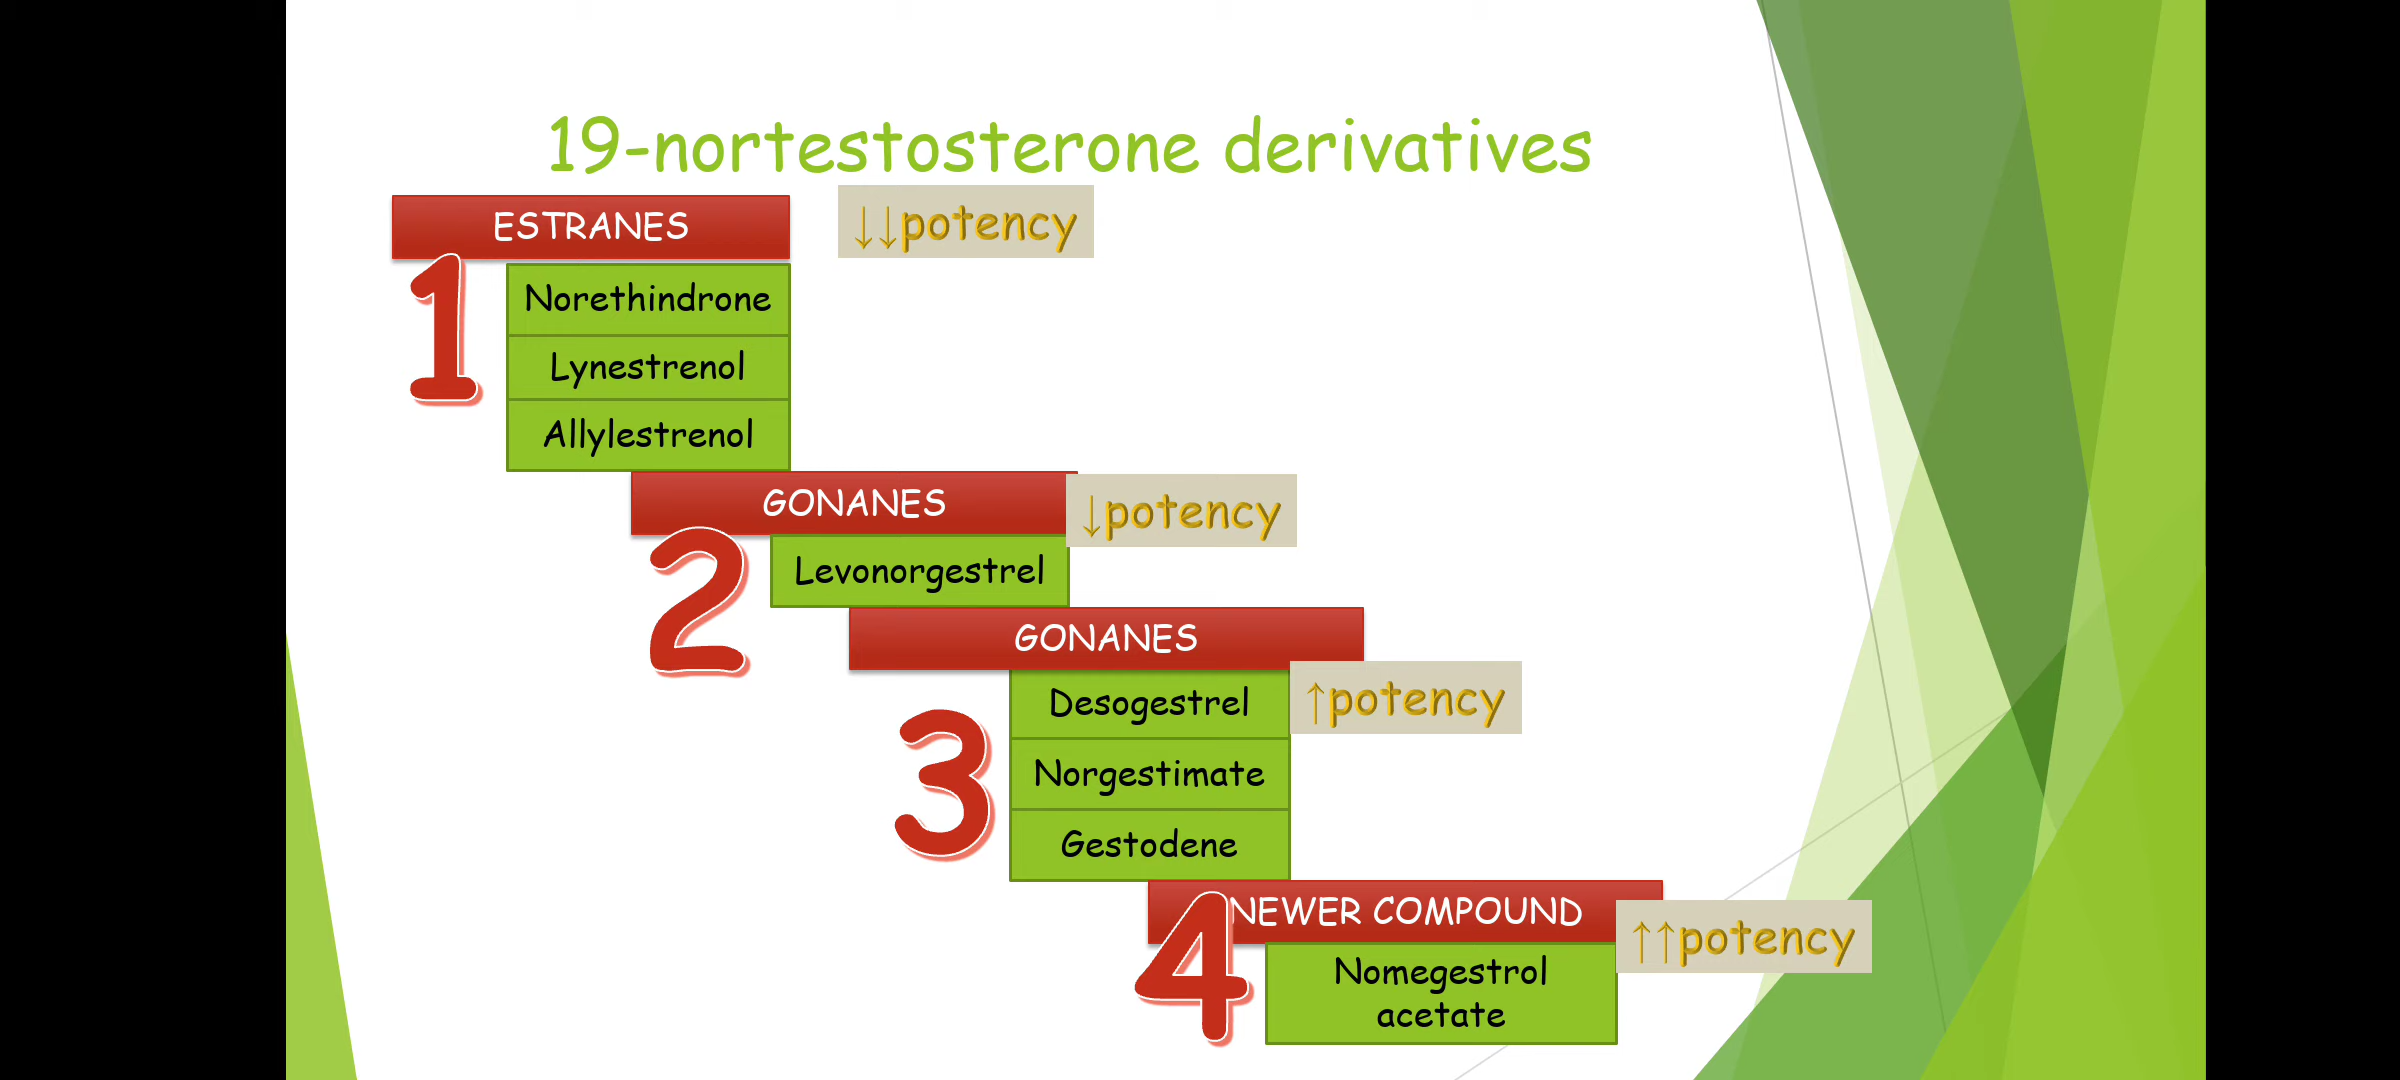 19-nortestosterone derivatives
ESTRANES
↓↓potency
1
Norethindrone
Lynestrenol
Allylestrenol
GONANES
↓potency
2
Levonorgestrel
GONANES
↑potency
3
Desogestrel
Norgestimate
Gestodene
NEWER COMPOUND
↑↑potency
4
Nomegestrol
acetate